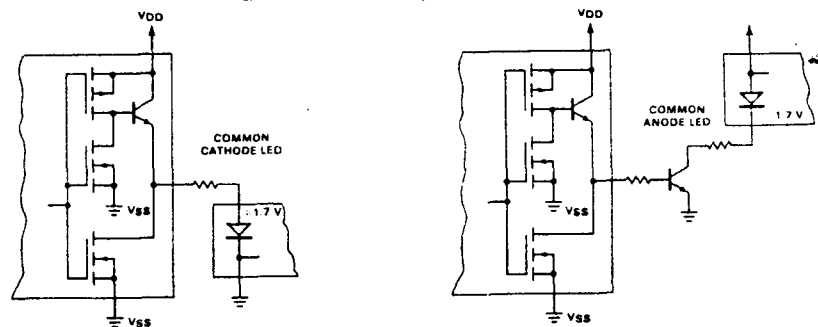 VDD
COMMON
CATHODE LED
1.7 V
VSS
VSS
VDD
COMMON
ANODE LED
1.7 V
VSS
VSS